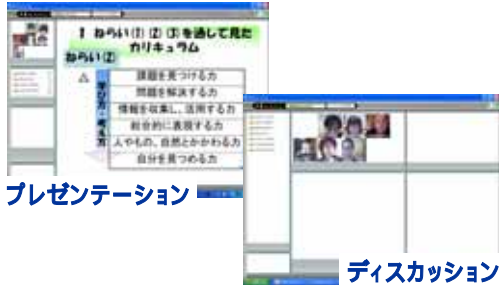 1 ねらい(1)(2)(3)を通して見た
カリキュラム
ねらい(2)
△
学び方・考え方
課題を見つける力
問題を解決する力
情報を収集し、活用する力
総合的に表現する力
人やもの、自然とかかわる力
自分を見つめる力
プレゼンテーション
ディスカッション